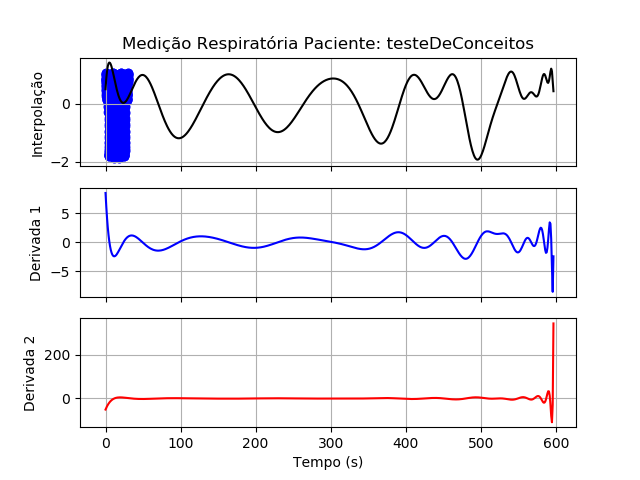 Medição Respiratória Paciente: testeDeConceitos
Interpolação
0
−2
Derivada 1
5
0
−5
Derivada 2
200
0
0
100
200
300
400
500
600
Tempo (s)